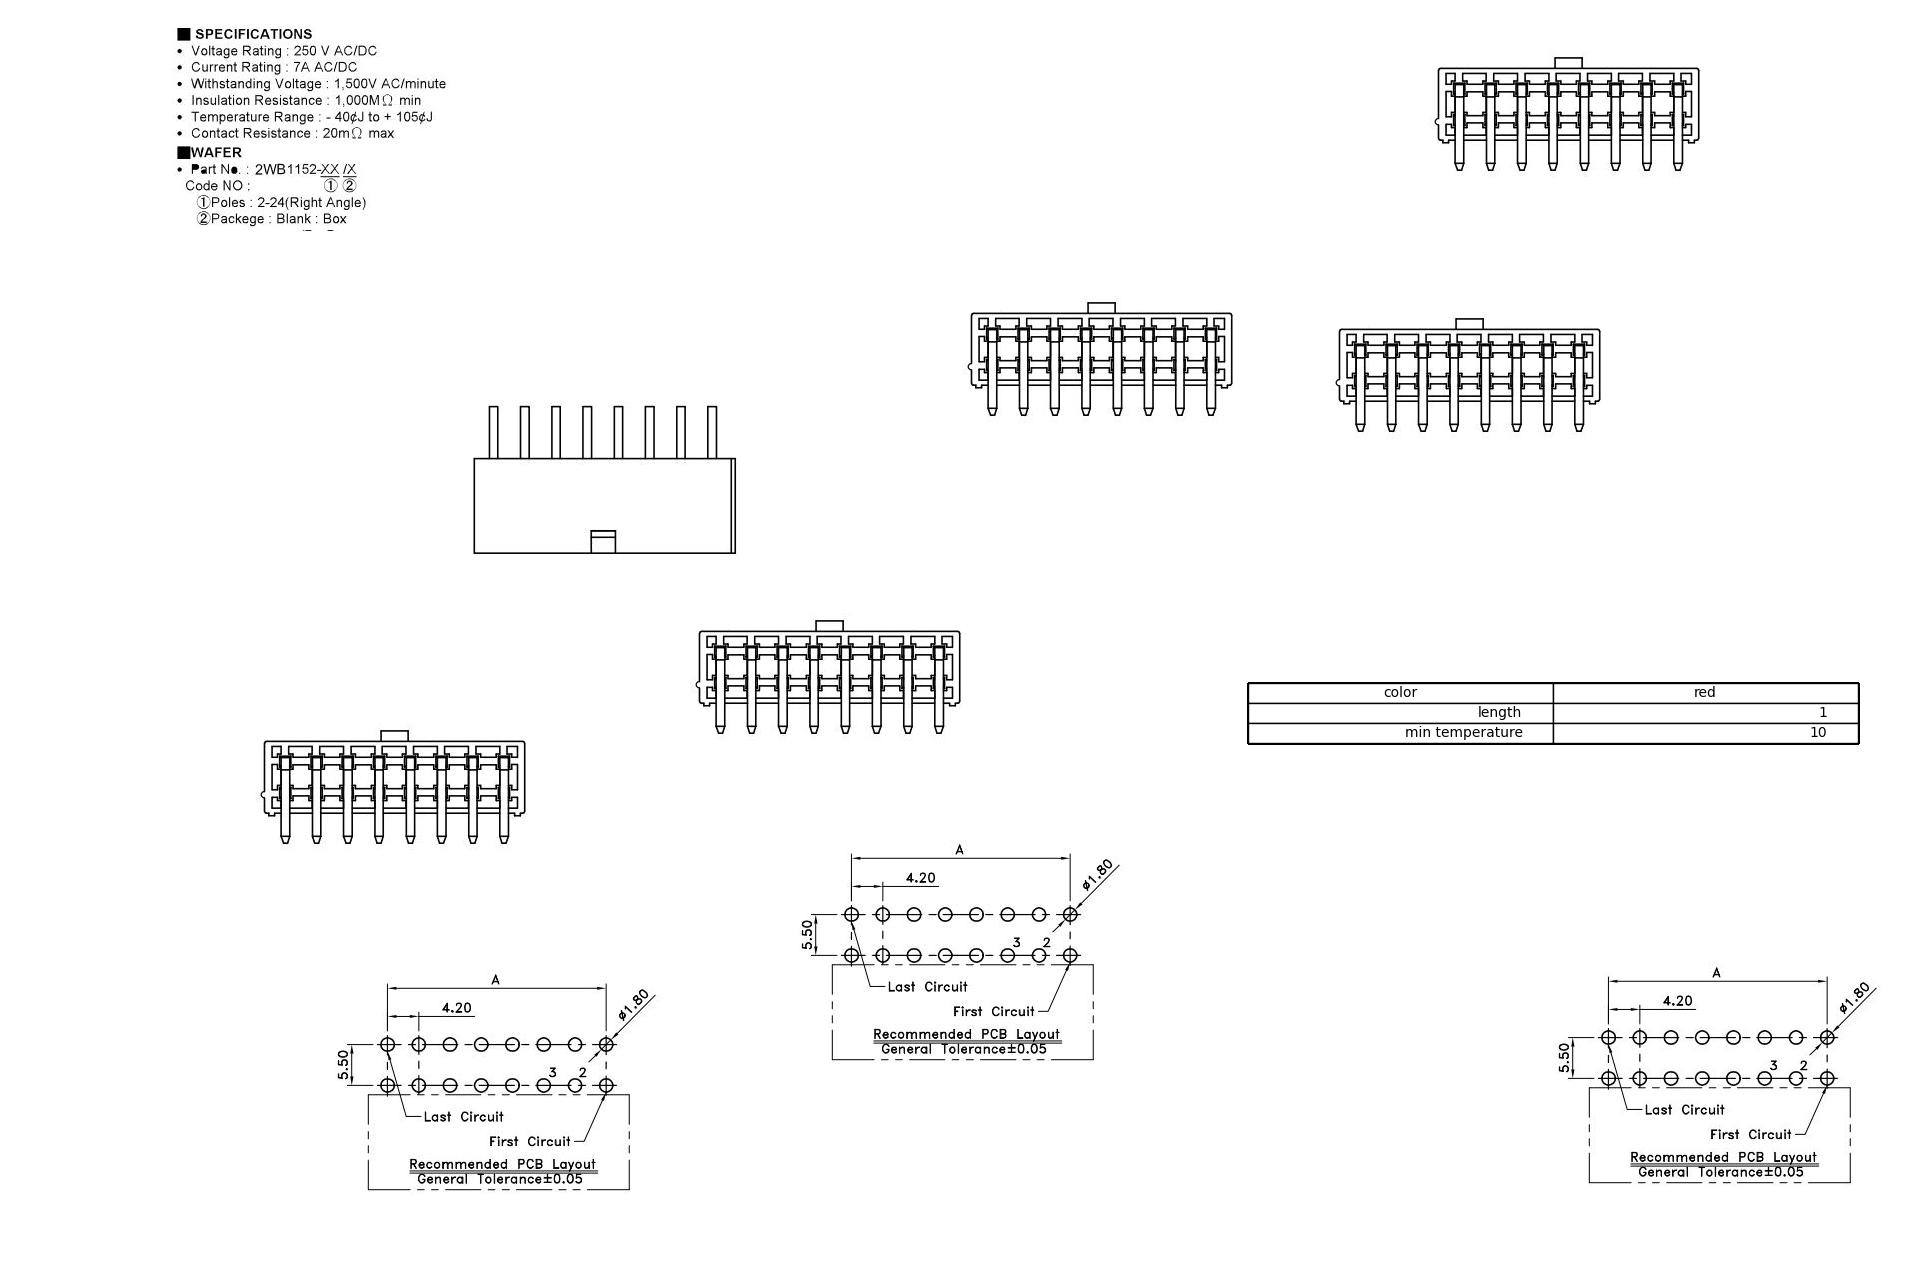 ■ SPECIFICATIONS
• Voltage Rating : 250 V AC/DC
• Current Rating : 7A AC/DC
• Withstanding Voltage : 1,500V AC/minute
• Insulation Resistance : 1,000MΩ min
• Temperature Range : - 40¢J to + 105¢J
• Contact Resistance : 20mΩ max
■WAFER
• Part No. : 2WB1152-XX /X
Code NO : ① ②
①Poles : 2-24(Right Angle)
②Packege : Blank : Box
color red
length 1
min temperature 10
A
4.20
ø1.80
5.50
3 2
Last Circuit
First Circuit
Recommended PCB Layout
General Tolerance±0.05
A
4.20
ø1.80
5.50
3 2
Last Circuit
First Circuit
Recommended PCB Layout
General Tolerance±0.05
A
4.20
ø1.80
5.50
3 2
Last Circuit
First Circuit
Recommended PCB Layout
General Tolerance±0.05